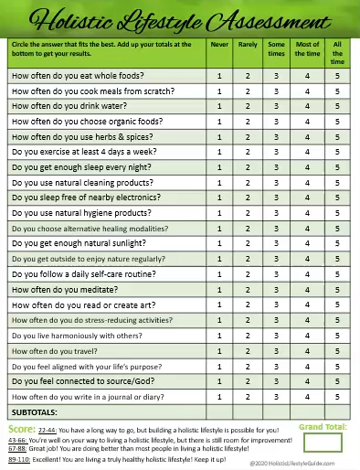 Holistic Lifestyle Assessment
Circle the answer that fits the best. Add up your totals at the bottom to get your results. Never Rarely Some times Most of the time All the time
How often do you eat whole foods? 1 2 3 4 5
How often do you cook meals from scratch? 1 2 3 4 5
How often do you drink water? 1 2 3 4 5
How often do you choose organic foods? 1 2 3 4 5
How often do you use herbs & spices? 1 2 3 4 5
Do you exercise at least 4 days a week? 1 2 3 4 5
Do you get enough sleep every night? 1 2 3 4 5
Do you use natural cleaning products? 1 2 3 4 5
Do you sleep free of nearby electronics? 1 2 3 4 5
Do you use natural hygiene products? 1 2 3 4 5
Do you choose alternative healing modalities? 1 2 3 4 5
Do you get enough natural sunlight? 1 2 3 4 5
Do you get outside to enjoy nature regularly? 1 2 3 4 5
Do you follow a daily self-care routine? 1 2 3 4 5
How often do you meditate? 1 2 3 4 5
How often do you read or create art? 1 2 3 4 5
How often do you do stress-reducing activities? 1 2 3 4 5
Do you live harmoniously with others? 1 2 3 4 5
How often do you travel? 1 2 3 4 5
Do you feel aligned with your life's purpose? 1 2 3 4 5
Do you feel connected to source/God? 1 2 3 4 5
How often do you write in a journal or diary? 1 2 3 4 5
SUBTOTALS:
Score: 22-44: You have a long way to go, but building a holistic lifestyle is possible for you! Grand Total:
43-66: You're well on your way to living a holistic lifestyle, but there is still room for improvement!
67-88: Great job! You are doing better than most people in living a holistic lifestyle!
89-110: Excellent! You are living a truly healthy holistic lifestyle! Keep it up!
@2020 HolisticLifestyleGuide.com